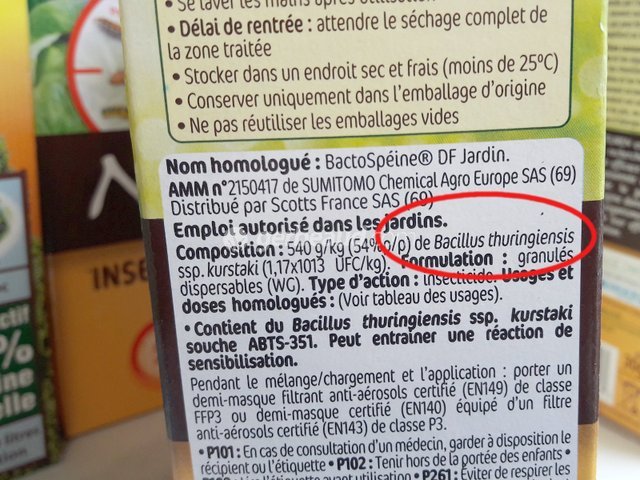 • Se laver les mains après utilisation
• Délai de rentrée : attendre le séchage complet de
la zone traitée
• Stocker dans un endroit sec et frais (moins de 25°C)
• Conserver uniquement dans l'emballage d'origine
• Ne pas réutiliser les emballages vides
Nom homologué : BactoSpéine® DF Jardin.
AMM n°2150417 de SUMITOMO Chemical Agro Europe SAS (69)
Distribué par Scotts France SAS (69)
Emploi autorisé dans les jardins.
Composition : 540 g/kg (54% p/p) de Bacillus thuringiensis
ssp. kurstaki (1,17x1013 UFC/kg). Formulation : granulés
dispersables (WG). Type d'action : Insecticide. Usages et
doses homologués : (Voir tableau des usages).
• Contient du Bacillus thuringiensis ssp. kurstaki
souche ABTS-351. Peut entraîner une réaction de
sensibilisation.
Pendant le mélange/chargement et l'application : porter un
demi-masque filtrant anti-aérosols certifié (EN149) de classe
FFP3 ou demi-masque certifié (EN140) équipé d'un filtre
anti-aérosols certifié (EN143) de classe P3.
• P101 : En cas de consultation d'un médecin, garder à disposition le
récipient ou l'étiquette • P102 : Tenir hors de la portée des enfants •
l'étiquette avant utilisation • P261 : Éviter de respirer les
INSE